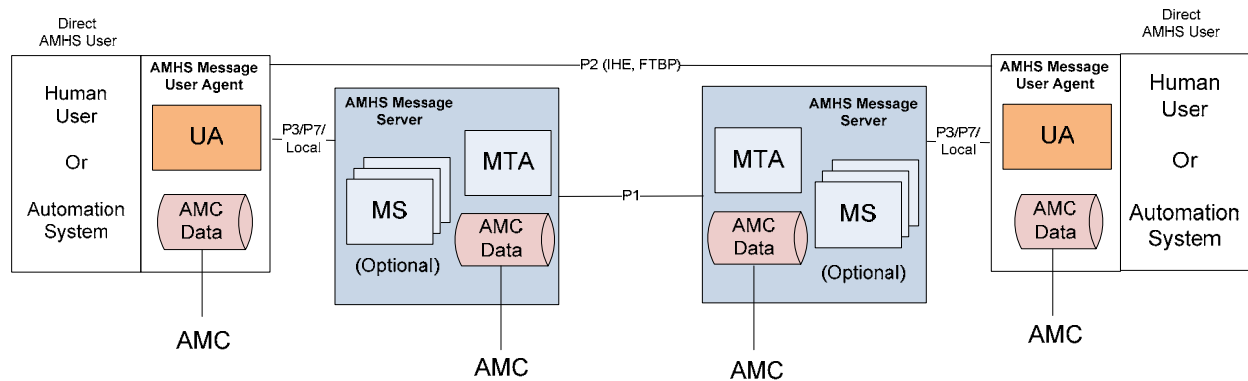 Direct
AMHS User
Human
User
Or
Automation
System
AMHS Message
User Agent
UA
AMC
Data
AMC
P3/P7/
Local
AMHS Message
Server
MTA
MS
(Optional)
AMC
Data
AMC
P2 (IHE, FTBP)
P1
AMHS Message
Server
MTA
MS
(Optional)
AMC
Data
AMC
P3/P7/
Local
AMHS Message
User Agent
UA
AMC
Data
AMC
Direct
AMHS User
Human
User
Or
Automation
System